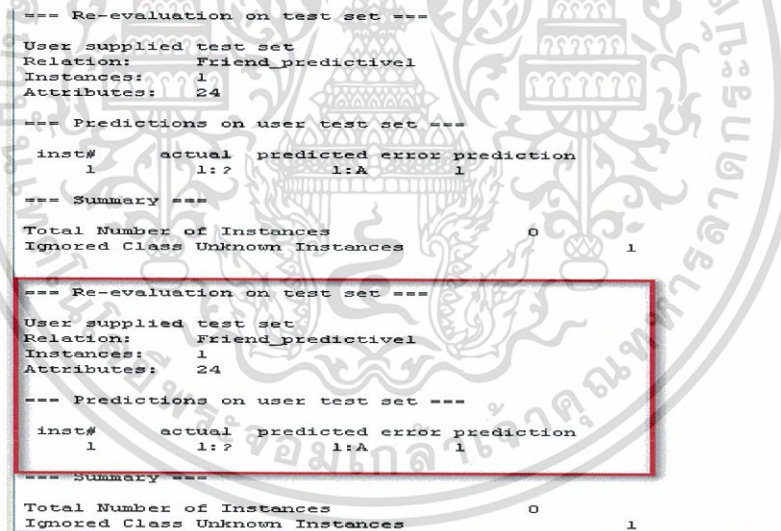 === Re-evaluation on test set ===
User supplied test set
Relation: Friend_predictive1
Instances: 1
Attributes: 24
=== Predictions on user test set ===
inst# actual predicted error prediction
1 1:? 1:A 1
=== Summary ===
Total Number of Instances 0
Ignored Class Unknown Instances 1
=== Re-evaluation on test set ===
User supplied test set
Relation: Friend_predictive1
Instances: 1
Attributes: 24
=== Predictions on user test set ===
inst# actual predicted error prediction
1 1:? 1:A 1
=== Summary ===
Total Number of Instances 0
Ignored Class Unknown Instances 1